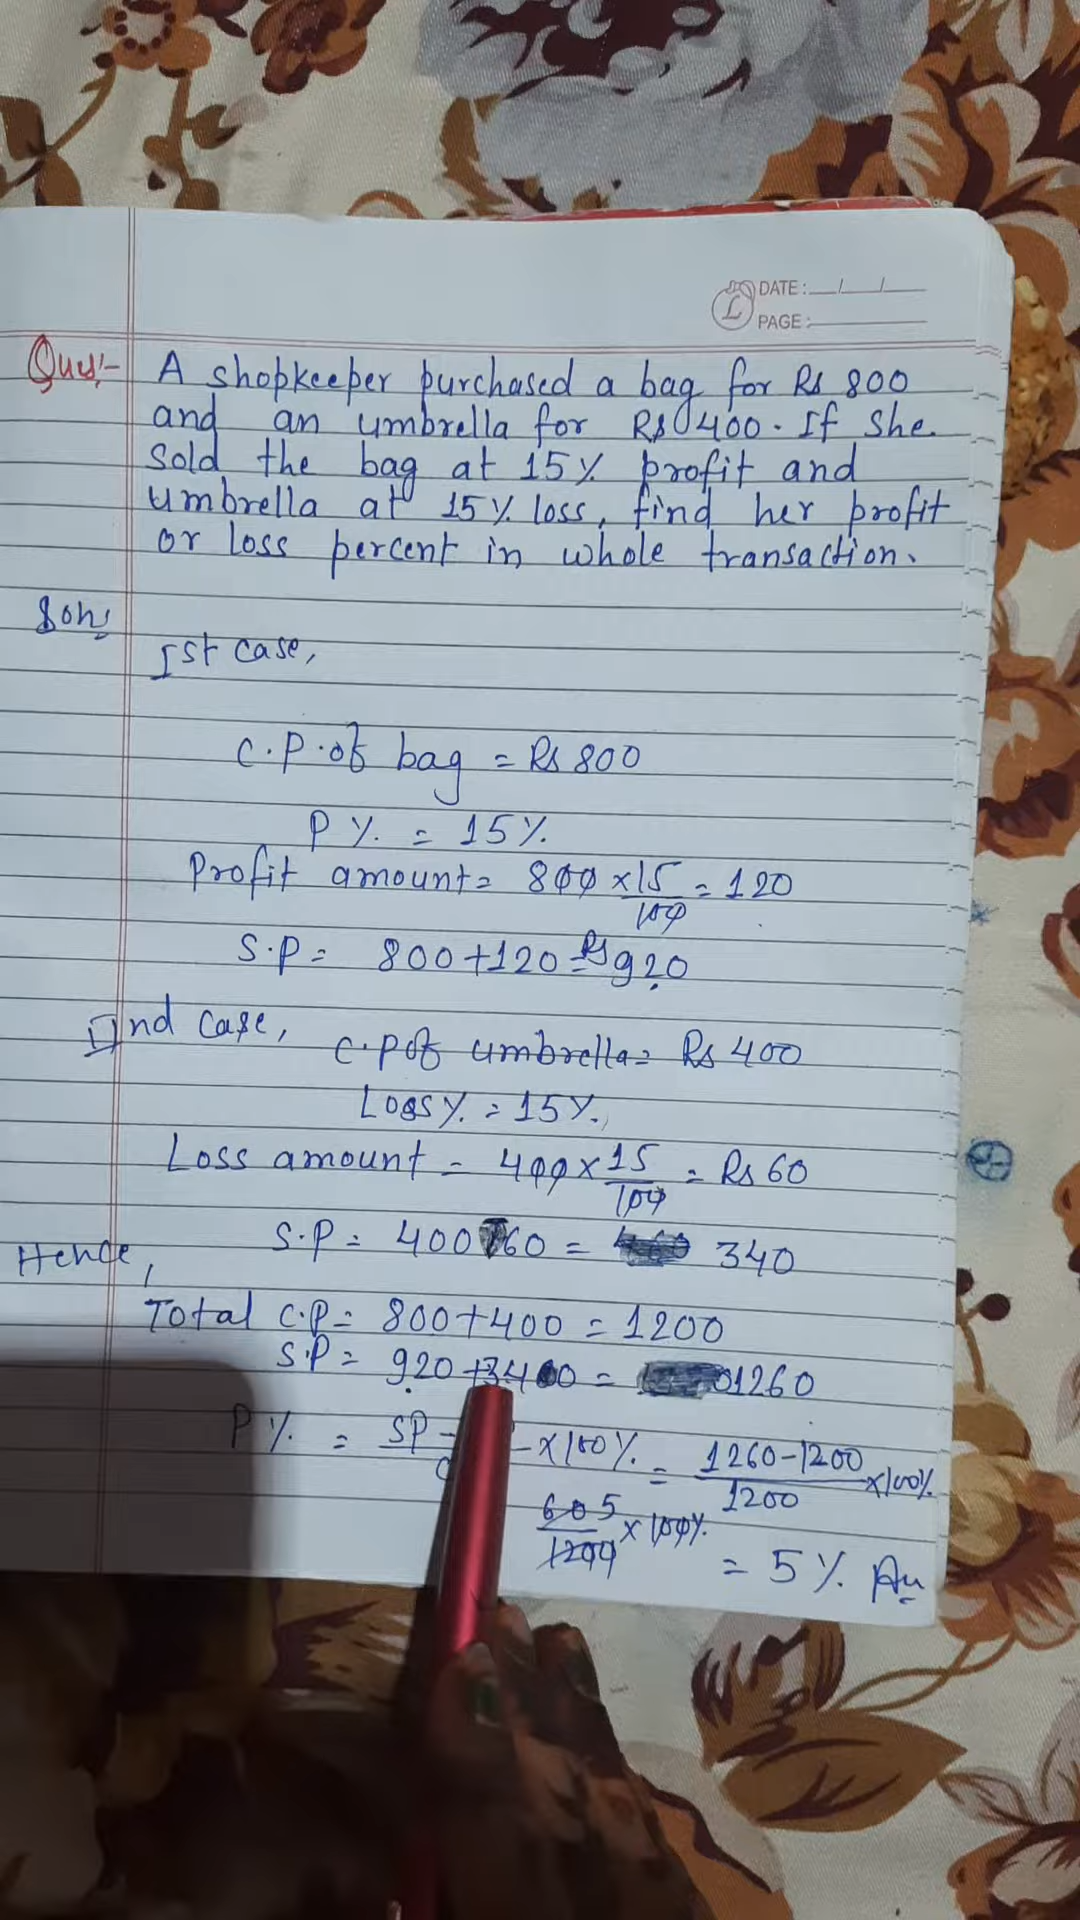 DATE: / /
PAGE:
Ques:- A shopkeeper purchased a bag for Rs 800
and an umbrella for Rs 400. If she
sold the bag at 15% profit and
umbrella at 15% loss, find her profit
or loss percent in whole transaction.
Soln
Ist case,
C.P. of bag = Rs 800
P% = 15%
Profit amount = 800 × 15/100 = 120
S.P = 800+120 = Rs 920
IInd case,
C.P of umbrella = Rs 400
Loss% = 15%
Loss amount = 400 × 15/100 = Rs 60
S.P = 400 60 = 340
Hence,
Total C.P = 800+400 = 1200
S.P = 920+340 = 1260
P% = SP- ×100% = 1260-1200/1200 ×100%
60 5/1200 × 100%
= 5% An